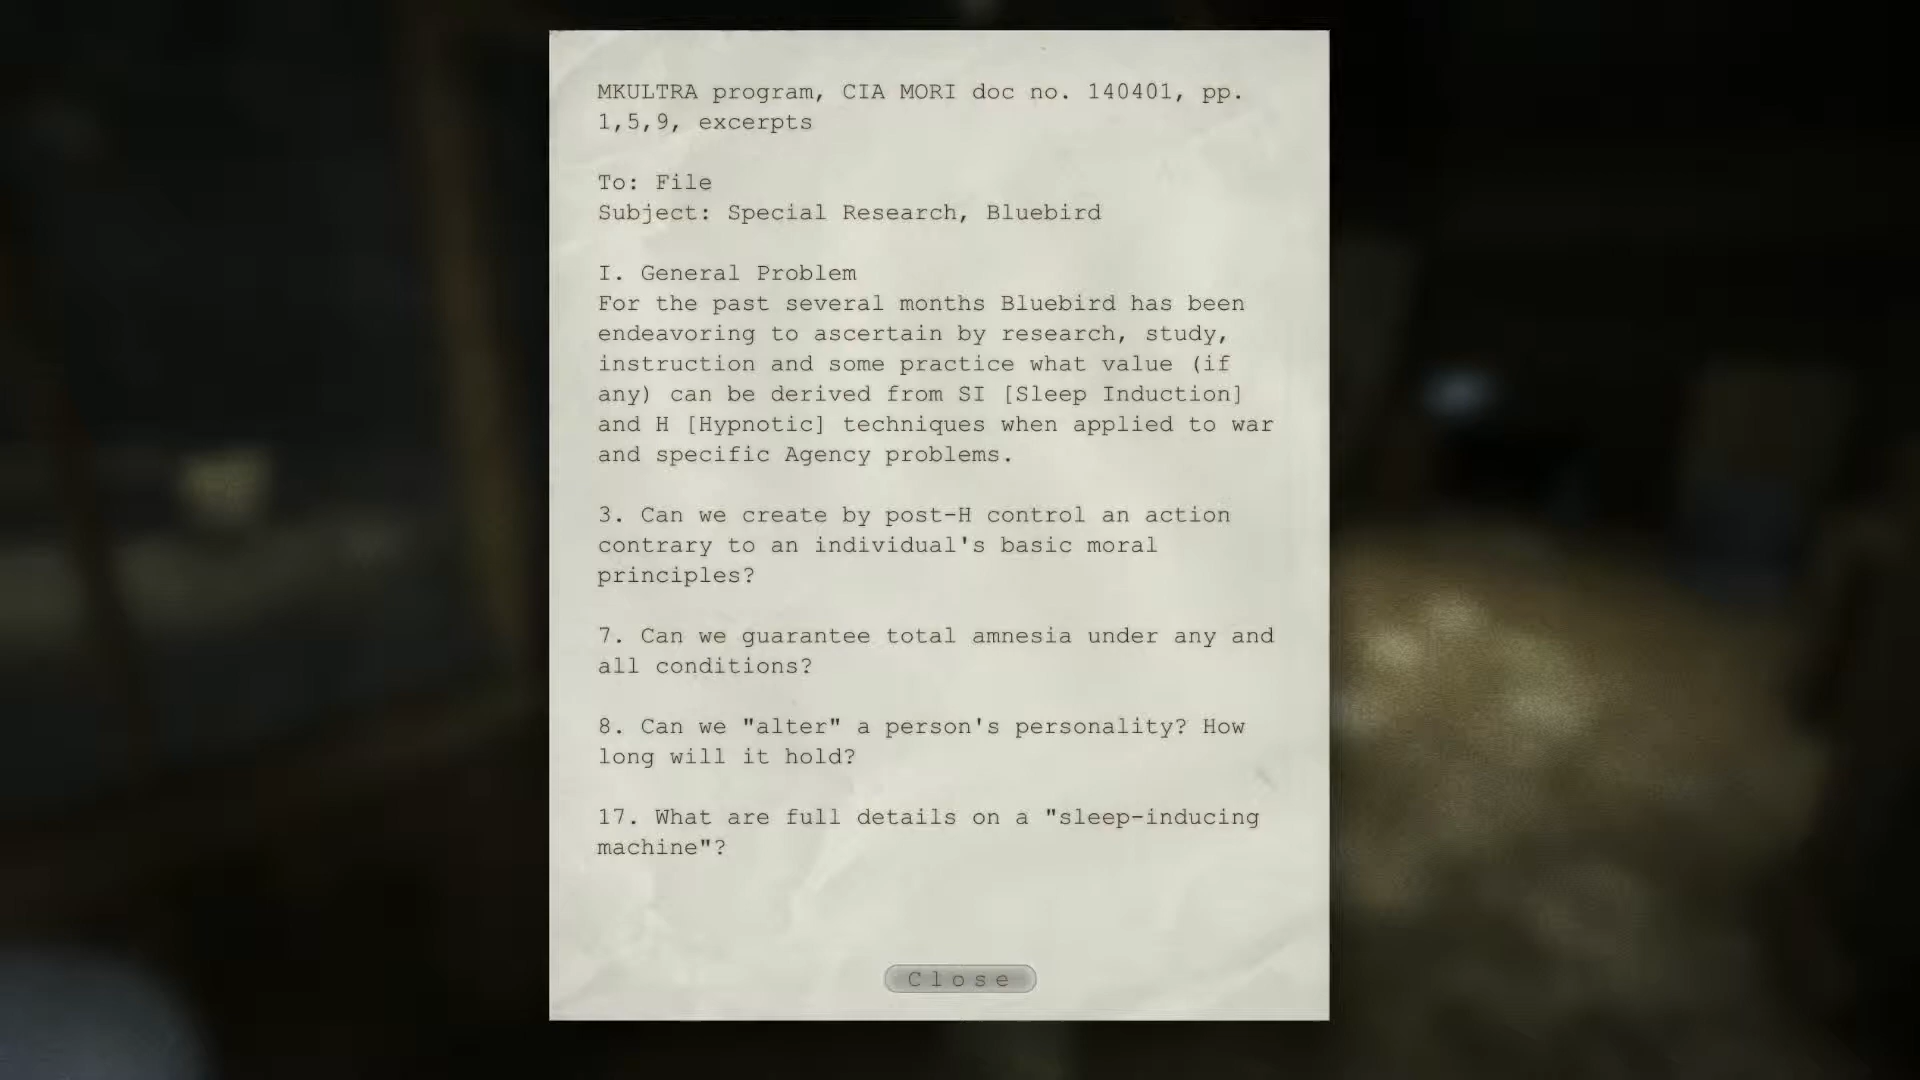 MKULTRA program, CIA MORI doc no. 140401, pp.
1,5,9, excerpts
To: File
Subject: Special Research, Bluebird
I. General Problem
For the past several months Bluebird has been
endeavoring to ascertain by research, study,
instruction and some practice what value (if
any) can be derived from SI [Sleep Induction]
and H [Hypnotic] techniques when applied to war
and specific Agency problems.
3. Can we create by post-H control an action
contrary to an individual's basic moral
principles?
7. Can we guarantee total amnesia under any and
all conditions?
8. Can we "alter" a person's personality? How
long will it hold?
17. What are full details on a "sleep-inducing
machine"?
Close